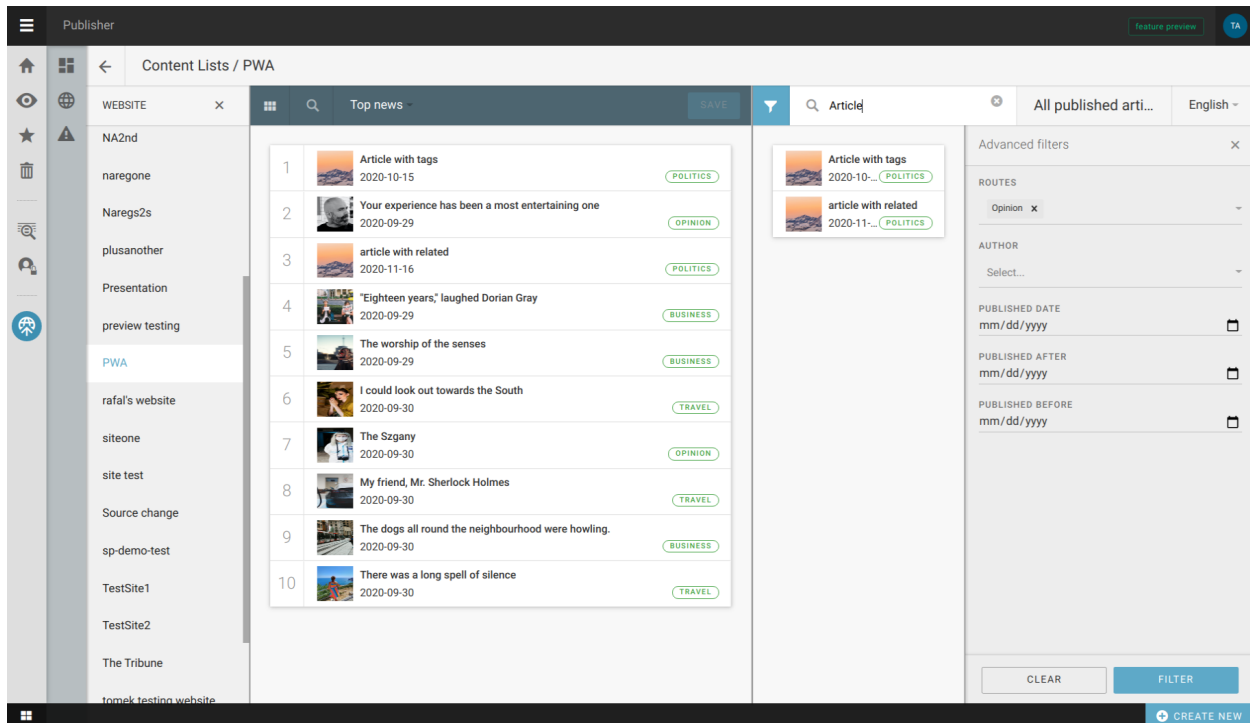 Publisher
feature preview
TA
Content Lists / PWA
WEBSITE
NA2nd
naregone
Naregs2s
plusanother
Presentation
preview testing
PWA
rafal's website
siteone
site test
Source change
sp-demo-test
TestSite1
TestSite2
The Tribune
tomek testing website
Top news
SAVE
1
Article with tags
2020-10-15
POLITICS
2
Your experience has been a most entertaining one
2020-09-29
OPINION
3
article with related
2020-11-16
POLITICS
4
"Eighteen years," laughed Dorian Gray
2020-09-29
BUSINESS
5
The worship of the senses
2020-09-29
BUSINESS
6
I could look out towards the South
2020-09-30
TRAVEL
7
The Szgany
2020-09-30
OPINION
8
My friend, Mr. Sherlock Holmes
2020-09-30
TRAVEL
9
The dogs all round the neighbourhood were howling.
2020-09-30
BUSINESS
10
There was a long spell of silence
2020-09-30
TRAVEL
Article
All published arti...
English
Article with tags
2020-10-... POLITICS
article with related
2020-11-... POLITICS
Advanced filters
ROUTES
Opinion x
AUTHOR
Select...
PUBLISHED DATE
mm/dd/yyyy
PUBLISHED AFTER
mm/dd/yyyy
PUBLISHED BEFORE
mm/dd/yyyy
CLEAR
FILTER
CREATE NEW